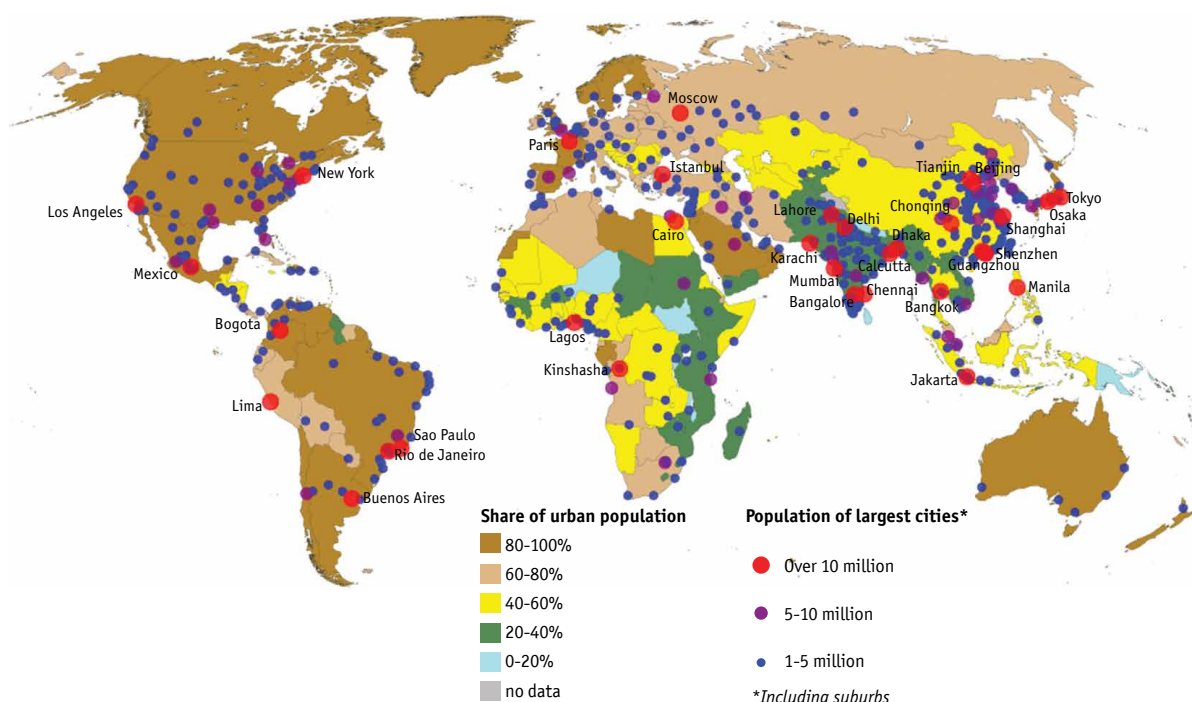 Moscow
Paris
Istanbul
New York
Los Angeles
Mexico
Bogota
Lima
Sao Paulo
Rio de Janeiro
Buenos Aires
Cairo
Lagos
Kinshasha
Tianjin
Beijing
Chonqing
Tokyo
Osaka
Shanghai
Lahore
Delhi
Dhaka
Karachi
Calcutta
Guangzhou
Shenzhen
Mumbai
Chennai
Bangalore
Bangkok
Manila
Jakarta
Share of urban population
80-100%
60-80%
40-60%
20-40%
0-20%
no data
Population of largest cities*
Over 10 million
5-10 million
1-5 million
*Including suburbs